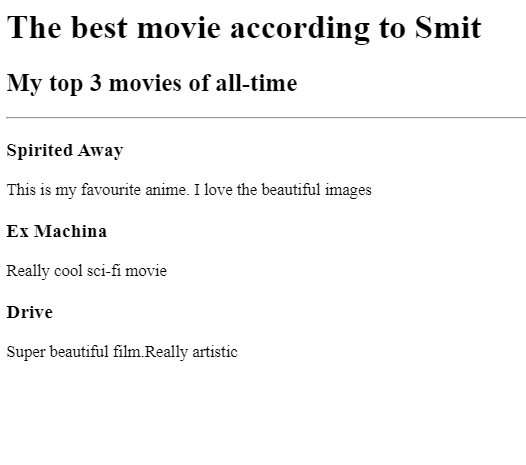 The best movie according to Smit
My top 3 movies of all-time
Spirited Away
This is my favourite anime. I love the beautiful images
Ex Machina
Really cool sci-fi movie
Drive
Super beautiful film.Really artistic